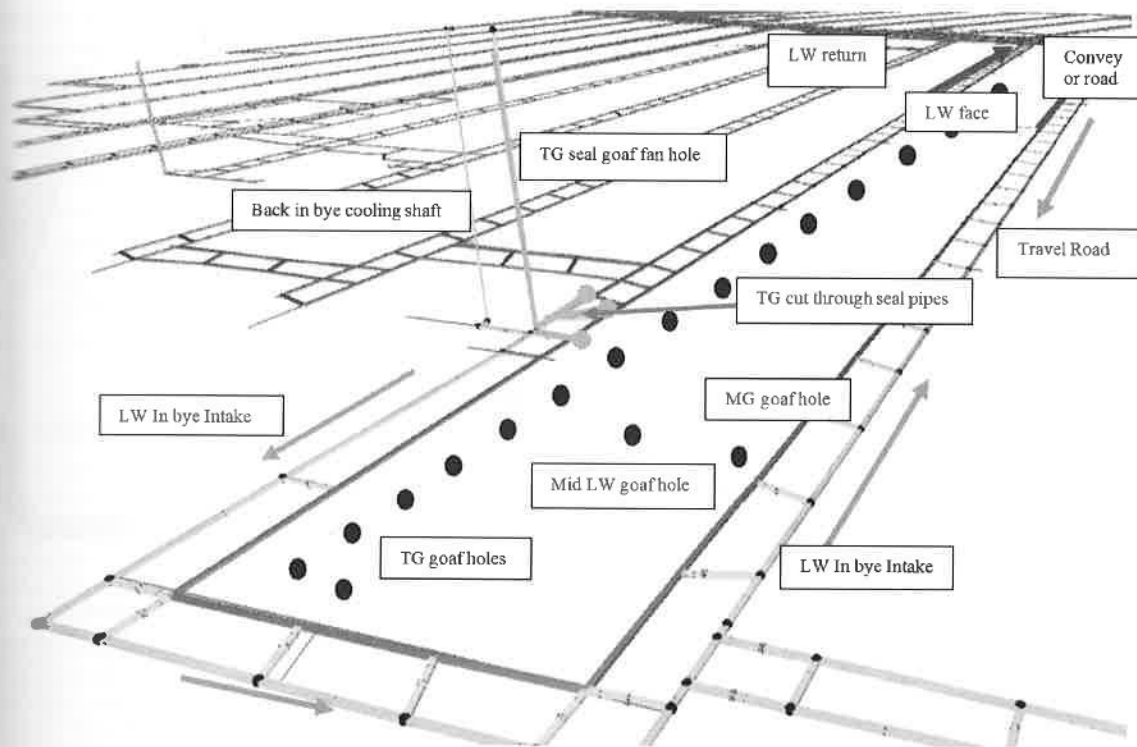 LW return
Convey
or road
LW face
TG seal goaf fan hole
Back in bye cooling shaft
Travel Road
TG cut through seal pipes
LW In bye Intake
MG goaf hole
Mid LW goaf hole
TG goaf holes
LW In bye Intake